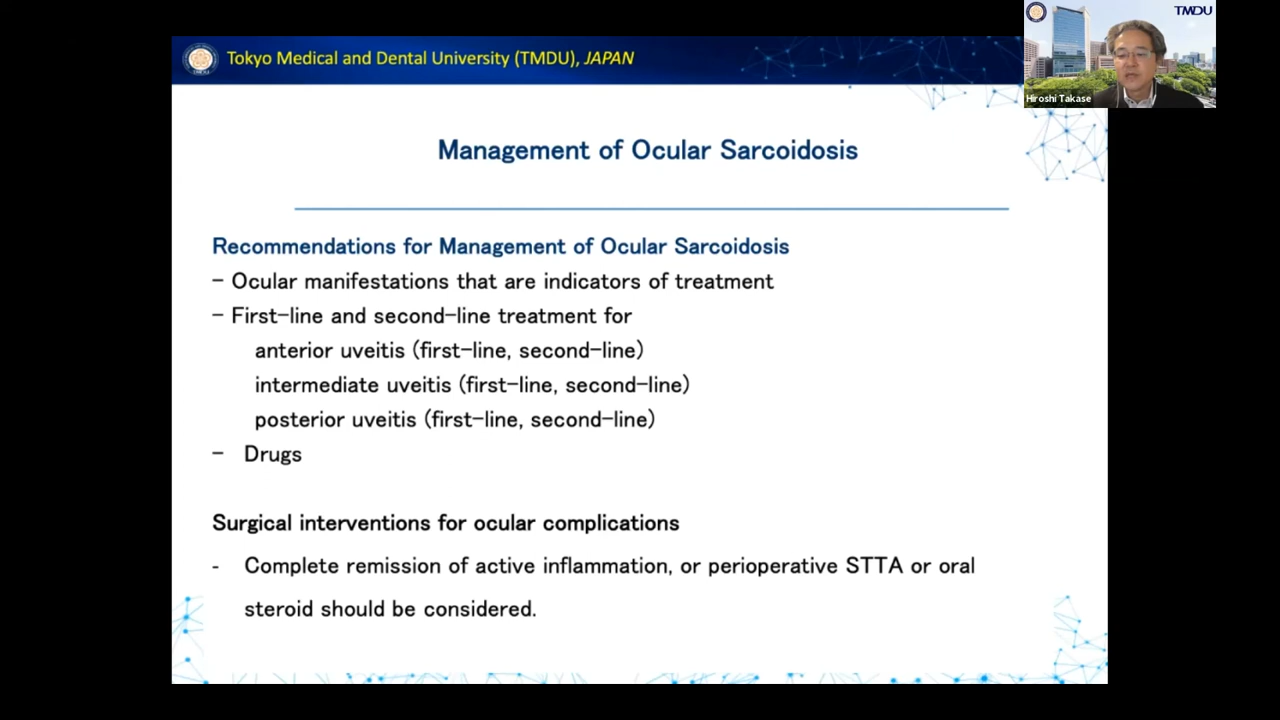 TMDU
Hiroshi Takase
Tokyo Medical and Dental University (TMDU), JAPAN
Management of Ocular Sarcoidosis
Recommendations for Management of Ocular Sarcoidosis
- Ocular manifestations that are indicators of treatment
- First-line and second-line treatment for
anterior uveitis (first-line, second-line)
intermediate uveitis (first-line, second-line)
posterior uveitis (first-line, second-line)
- Drugs
Surgical interventions for ocular complications
- Complete remission of active inflammation, or perioperative STTA or oral
steroid should be considered.